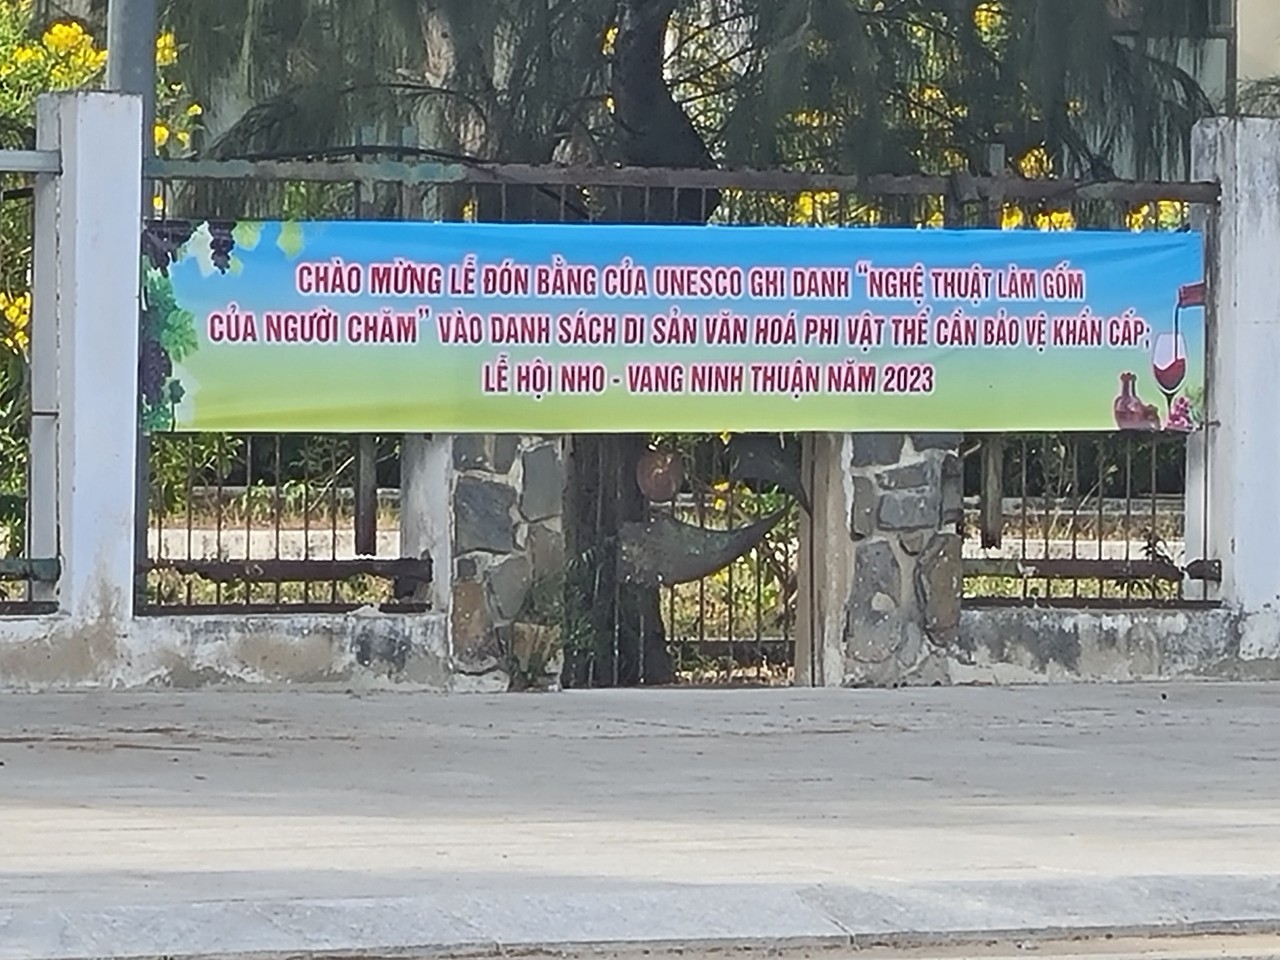 CHÀO MỪNG LỄ ĐÓN BẰNG CỦA UNESCO GHI DANH "NGHỆ THUẬT LÀM GỐM
CỦA NGƯỜI CHĂM" VÀO DANH SÁCH DI SẢN VĂN HOÁ PHI VẬT THỂ CẦN BẢO VỆ KHẨN CẤP;
LỄ HỘI NHO - VANG NINH THUẬN NĂM 2023